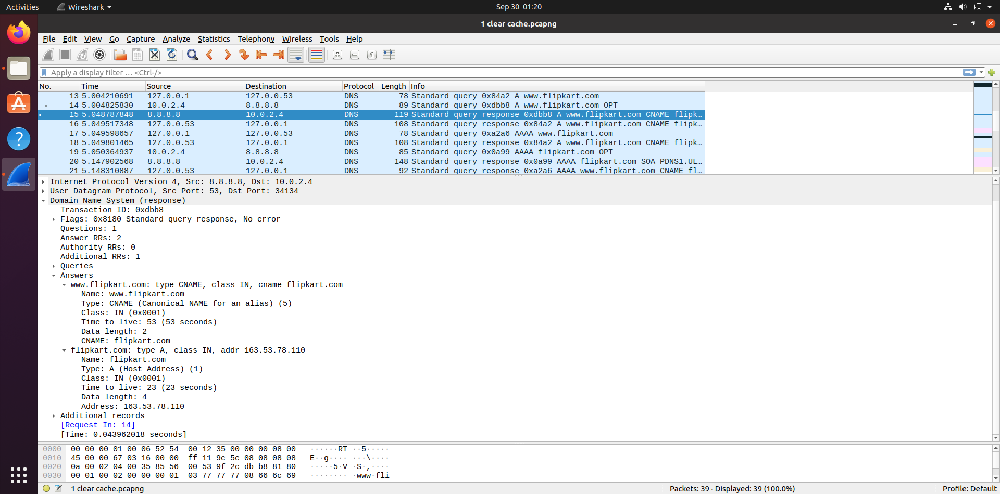 Activities Wireshark Sep 30 01:20
1 clear cache.pcapng
File Edit View Go Capture Analyze Statistics Telephony Wireless Tools Help
Apply a display filter … <Ctrl-/>
No. Time Source Destination Protocol Length Info
13 5.004210691 127.0.0.1 127.0.0.53 DNS 78 Standard query 0x84a2 A www.flipkart.com
14 5.004825830 10.0.2.4 8.8.8.8 DNS 89 Standard query 0xdbb8 A www.flipkart.com OPT
15 5.048787848 8.8.8.8 10.0.2.4 DNS 119 Standard query response 0xdbb8 A www.flipkart.com CNAME flipk…
16 5.049517348 127.0.0.53 127.0.0.1 DNS 108 Standard query response 0x84a2 A www.flipkart.com CNAME flipk…
17 5.049598657 127.0.0.1 127.0.0.53 DNS 78 Standard query 0xa2a6 AAAA www.flipkart.com
18 5.049801465 127.0.0.53 127.0.0.1 DNS 108 Standard query response 0x84a2 A www.flipkart.com CNAME flipk…
19 5.050364937 10.0.2.4 8.8.8.8 DNS 85 Standard query 0x0a99 AAAA flipkart.com OPT
20 5.147902568 8.8.8.8 10.0.2.4 DNS 148 Standard query response 0x0a99 AAAA flipkart.com SOA PDNS1.UL…
21 5.148310887 127.0.0.53 127.0.0.1 DNS 92 Standard query response 0xa2a6 AAAA www.flipkart.com CNAME fl…
Internet Protocol Version 4, Src: 8.8.8.8, Dst: 10.0.2.4
User Datagram Protocol, Src Port: 53, Dst Port: 34134
Domain Name System (response)
Transaction ID: 0xdbb8
Flags: 0x8180 Standard query response, No error
Questions: 1
Answer RRs: 2
Authority RRs: 0
Additional RRs: 1
Queries
Answers
www.flipkart.com: type CNAME, class IN, cname flipkart.com
Name: www.flipkart.com
Type: CNAME (Canonical NAME for an alias) (5)
Class: IN (0x0001)
Time to live: 53 (53 seconds)
Data length: 2
CNAME: flipkart.com
flipkart.com: type A, class IN, addr 163.53.78.110
Name: flipkart.com
Type: A (Host Address) (1)
Class: IN (0x0001)
Time to live: 23 (23 seconds)
Data length: 4
Address: 163.53.78.110
Additional records
[Request In: 14]
[Time: 0.043962018 seconds]
0000 00 00 00 01 00 06 52 54 00 12 35 00 00 00 08 00 ······RT ··5·····
0010 45 00 00 67 03 16 00 00 ff 11 9c 5c 08 08 08 08 E··g···· ···\····
0020 0a 00 02 04 00 35 85 56 00 53 9f 2c db b8 81 80 ·····5·V ·S·,····
0030 00 01 00 02 00 00 00 01 03 77 77 77 08 66 6c 69 ········ ·www·fli
1 clear cache.pcapng Packets: 39 · Displayed: 39 (100.0%) Profile: Default